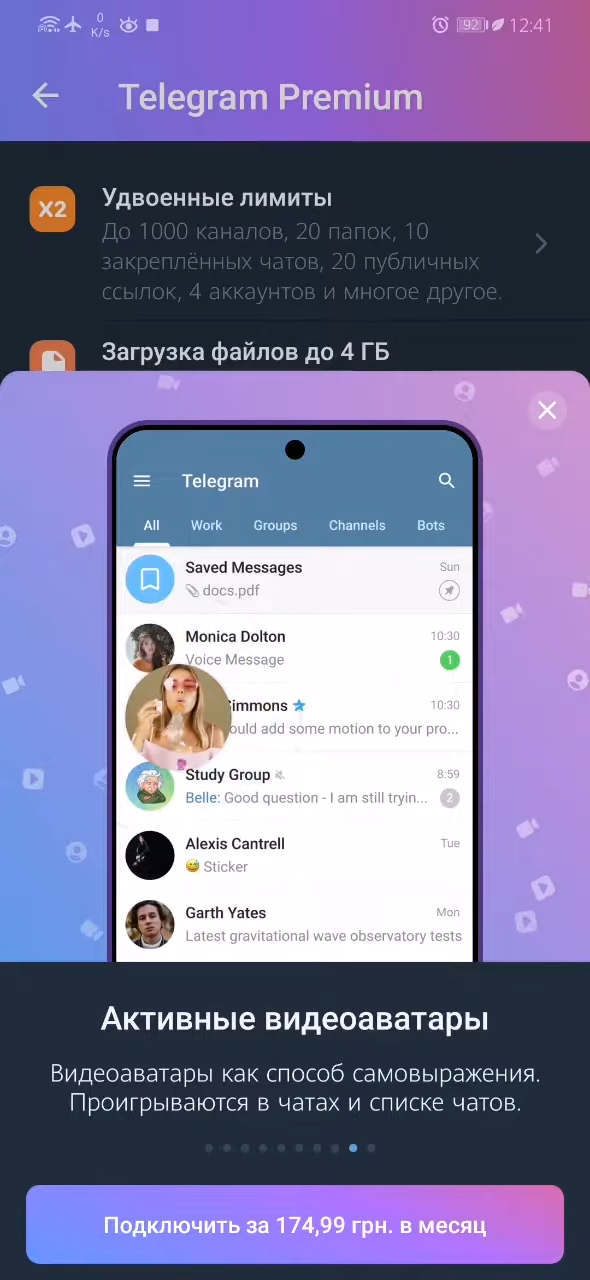 0
K/s
92
12:41
Telegram Premium
X2
Удвоенные лимиты
До 1000 каналов, 20 папок, 10
закреплённых чатов, 20 публичных
ссылок, 4 аккаунтов и многое другое.
Загрузка файлов до 4 ГБ
Telegram
All Work Groups Channels Bots
Saved Messages Sun
docs.pdf
Monica Dolton 10:30
Voice Message 1
10:30
add some motion to your pro...
Study Group 8:59
Belle: Good question - I am still tryin... 2
Alexis Cantrell Tue
Sticker
Garth Yates Mon
Latest gravitational wave observatory tests
Активные видеоаватары
Видеоаватары как способ самовыражения.
Проигрываются в чатах и списке чатов.
Подключить за 174,99 грн. в месяц